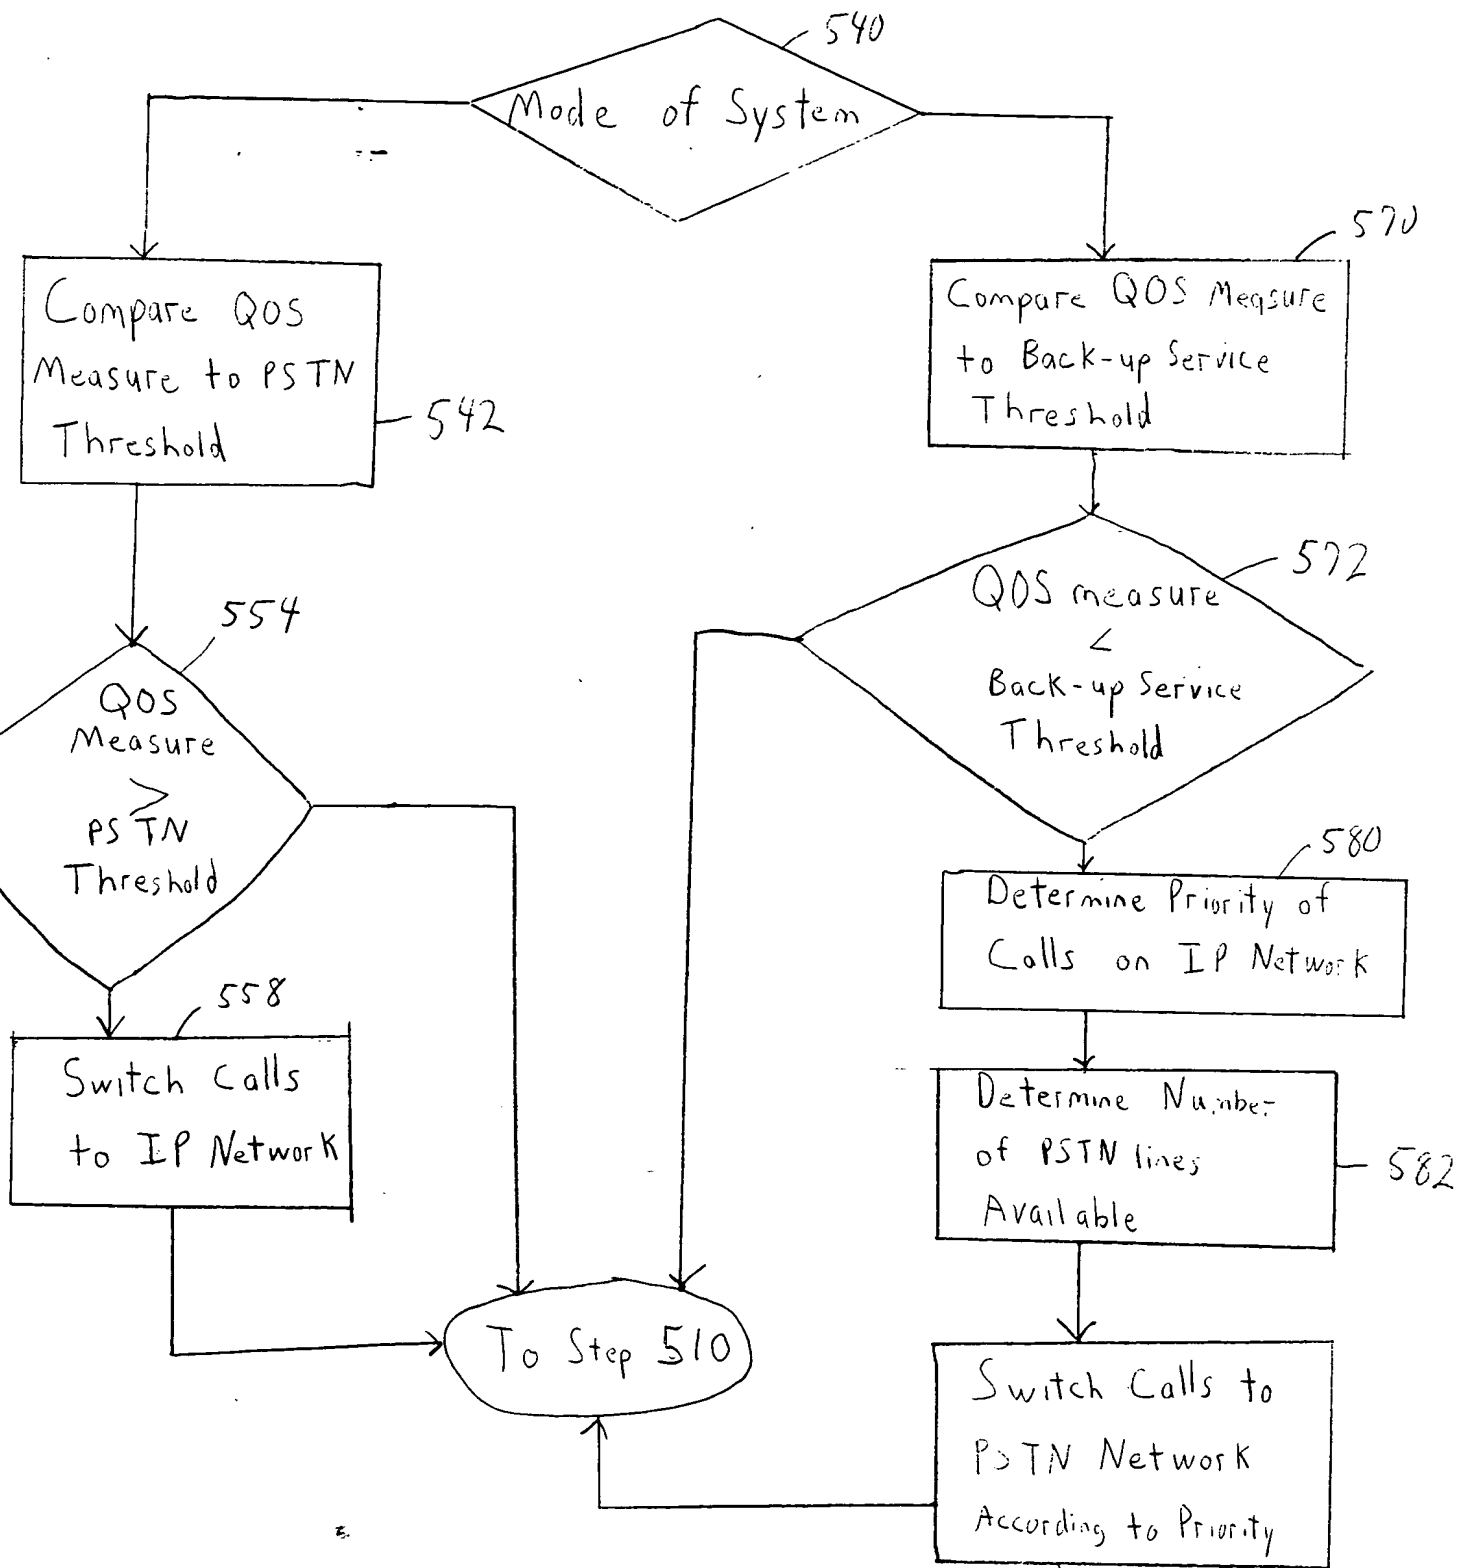 540
Mode of System
570
Compare QOS
Measure to PSTN
Threshold
542
Compare QOS Measure
to Back-up Service
Threshold
572
QOS measure
<
Back-up Service
Threshold
554
QOS
Measure
>
PSTN
Threshold
580
Determine Priority of
Calls on IP Network
558
Switch Calls
to IP Network
Determine Number
of PSTN lines
Available
582
To Step 510
Switch Calls to
PSTN Network
According to Priority